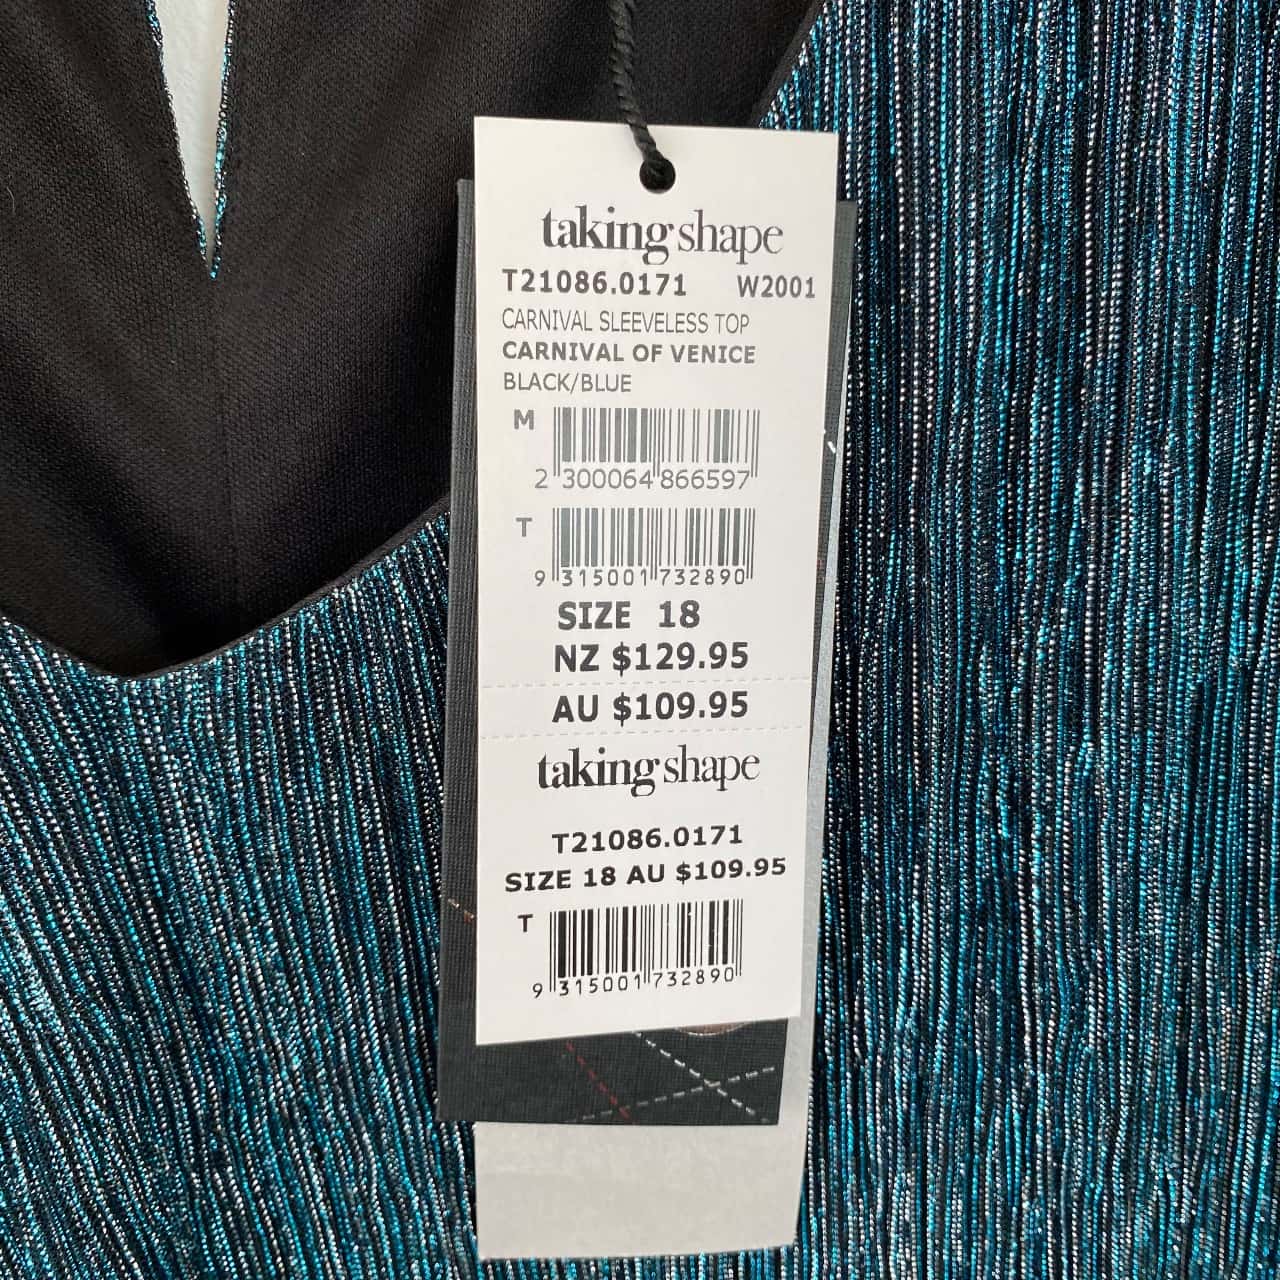 taking shape
T21086.0171 W2001
CARNIVAL SLEEVELESS TOP
CARNIVAL OF VENICE
BLACK/BLUE
M
2 300064 866597
T
9 315001 732890
SIZE 18
NZ $129.95
AU $109.95
taking shape
T21086.0171
SIZE 18 AU $109.95
T
9 315001 732890